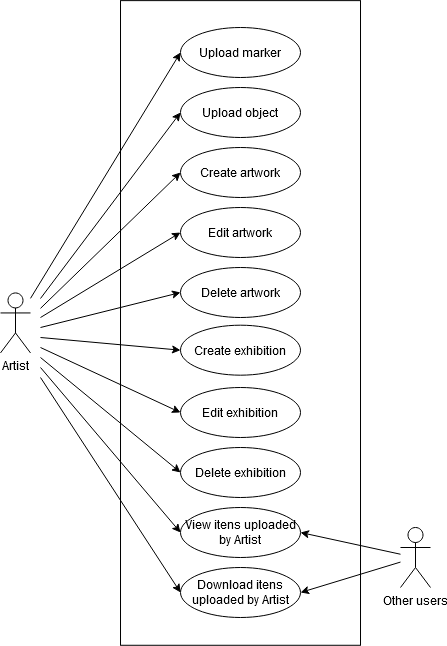 Upload marker
Upload object
Create artwork
Edit artwork
Delete artwork
Create exhibition
Artist
Edit exhibition
Delete exhibition
View itens uploaded
by Artist
Download itens
uploaded by Artist
Other users